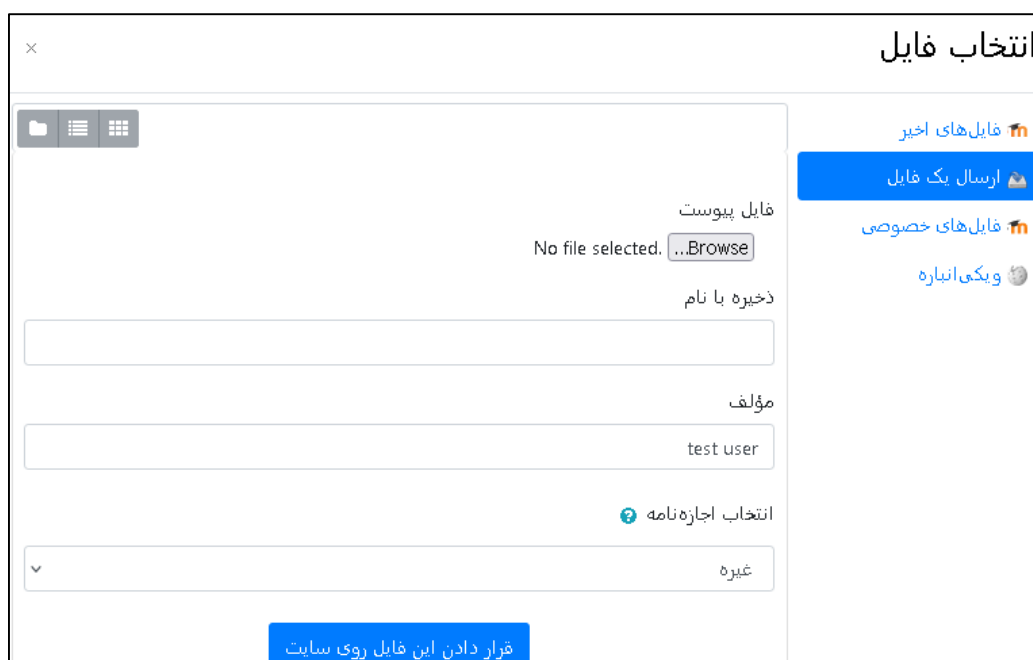 انتخاب فایل
فایل‌های اخیر
ارسال یک فایل
فایل‌های خصوصی
ویکی‌انباره
فایل پیوست
Browse... No file selected.
ذخیره با نام
مؤلف
test user
انتخاب اجازه‌نامه
غیره
قرار دادن این فایل روی سایت